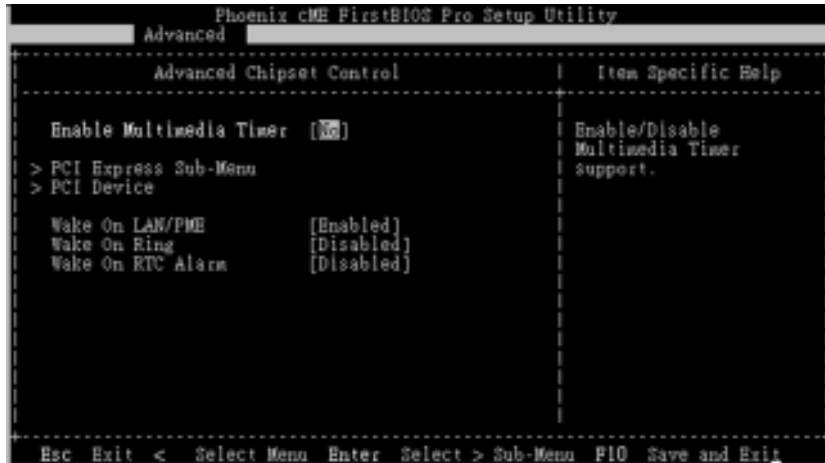 Phoenix cME FirstBIOS Pro Setup Utility
Advanced
Advanced Chipset Control | Item Specific Help
Enable Multimedia Timer [No]
Enable/Disable
Multimedia Timer
support.
> PCI Express Sub-Menu
> PCI Device
Wake On LAN/PME [Enabled]
Wake On Ring [Disabled]
Wake On RTC Alarm [Disabled]
Esc Exit < Select Menu Enter Select > Sub-Menu F10 Save and Exit